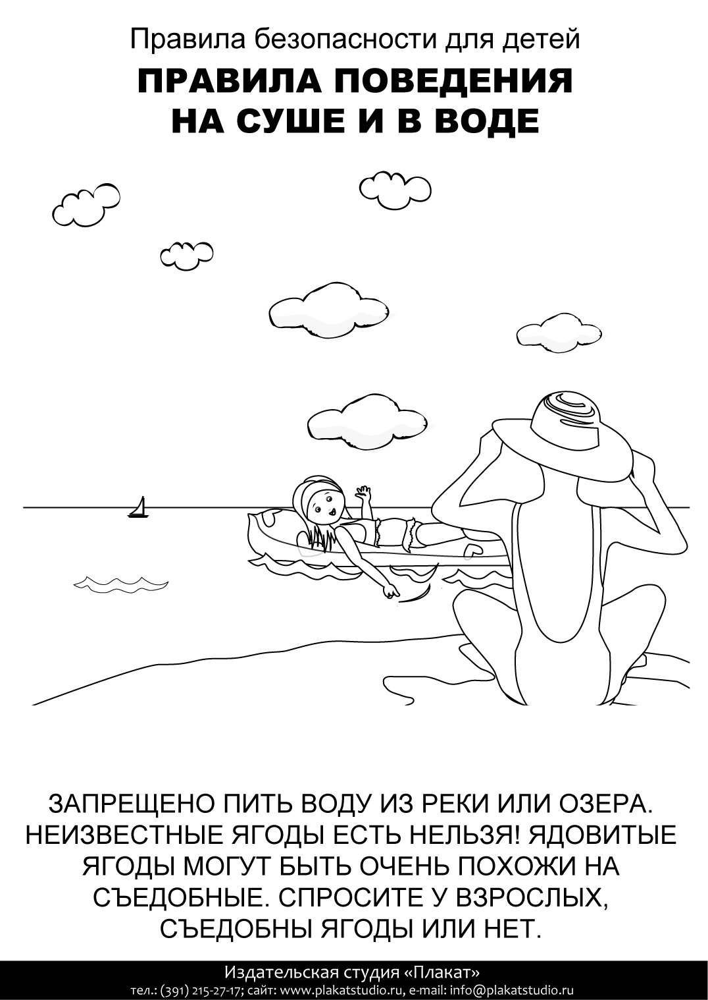 Правила безопасности для детей
ПРАВИЛА ПОВЕДЕНИЯ
НА СУШЕ И В ВОДЕ
ЗАПРЕЩЕНО ПИТЬ ВОДУ ИЗ РЕКИ ИЛИ ОЗЕРА.
НЕИЗВЕСТНЫЕ ЯГОДЫ ЕСТЬ НЕЛЬЗЯ! ЯДОВИТЫЕ
ЯГОДЫ МОГУТ БЫТЬ ОЧЕНЬ ПОХОЖИ НА
СЪЕДОБНЫЕ. СПРОСИТЕ У ВЗРОСЛЫХ,
СЪЕДОБНЫ ЯГОДЫ ИЛИ НЕТ.
Издательская студия «Плакат»
тел.: (391) 215-27-17; сайт: www.plakatstudio.ru, e-mail: info@plakatstudio.ru